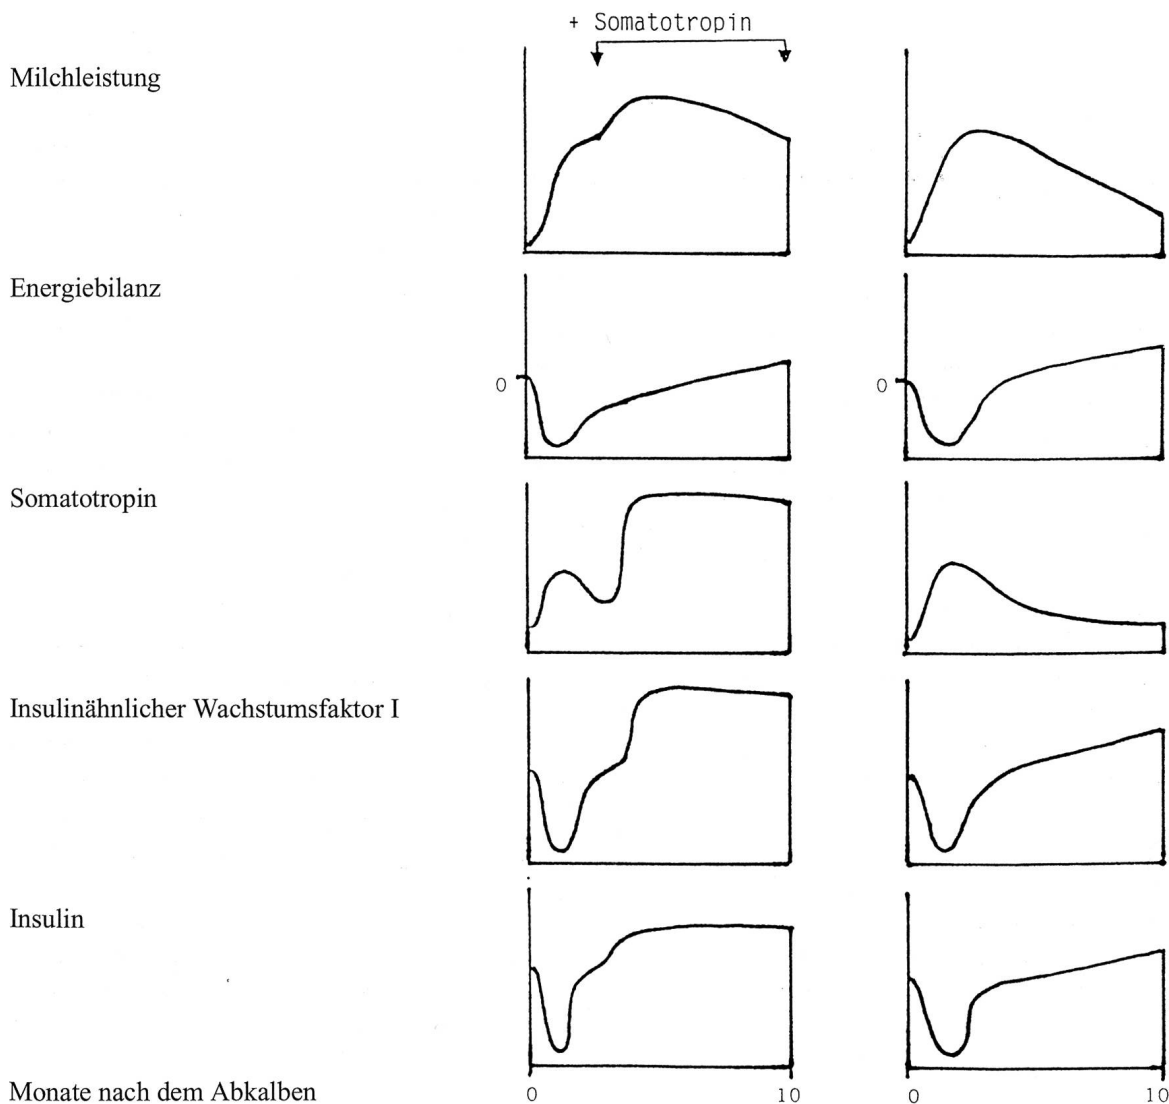 + Somatotropin
Milchleistung
Energiebilanz
0 0
Somatotropin
Insulinähnlicher Wachstumsfaktor I
Insulin
Monate nach dem Abkalben 0 10 0 10